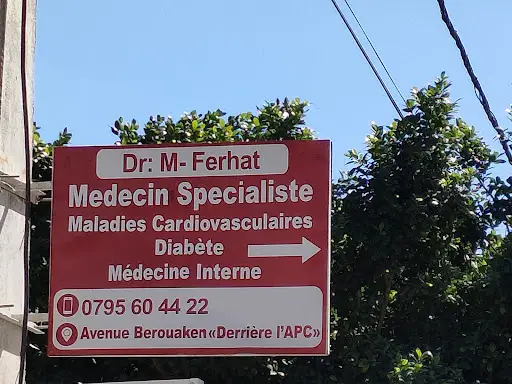 Dr: M- Ferhat
Medecin Specialiste
Maladies Cardiovasculaires
Diabète
Médecine Interne
0795 60 44 22
Avenue Berouaken «Derrière l'APC»